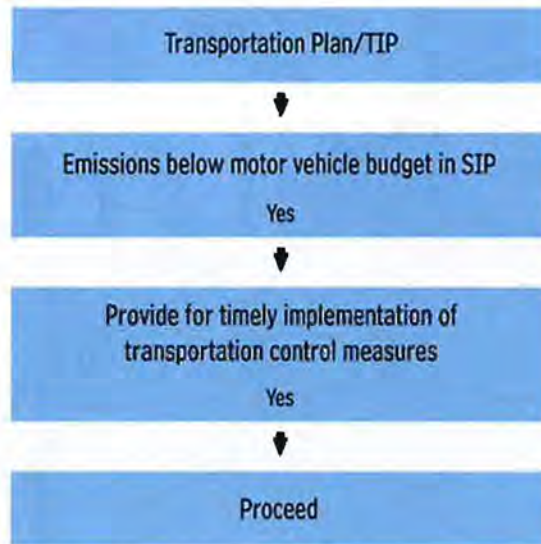 Transportation Plan/TIP
Emissions below motor vehicle budget in SIP
Yes
Provide for timely implementation of
transportation control measures
Yes
Proceed